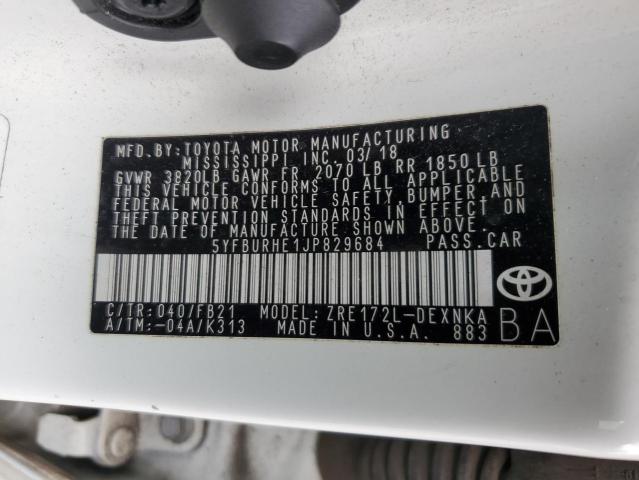 MFD.BY:TOYOTA MOTOR MANUFACTURING
MISSISSIPPI INC. 03/18
GVWR 3820LB GAWR FR 2070 LB RR 1850LB
THIS VEHICLE CONFORMS TO ALL APPLICABLE
FEDERAL MOTOR VEHICLE SAFETY,BUMPER,AND
THEFT PREVENTION STANDARDS IN EFFECT ON
THE DATE OF MANUFACTURE SHOWN ABOVE.
5YFBURHE1JP829684 PASS.CAR
C/TR:040/FB21 MODEL:ZRE172L-DEXNKA
A/TM:-04A/K313 MADE IN U.S.A. 883
BA